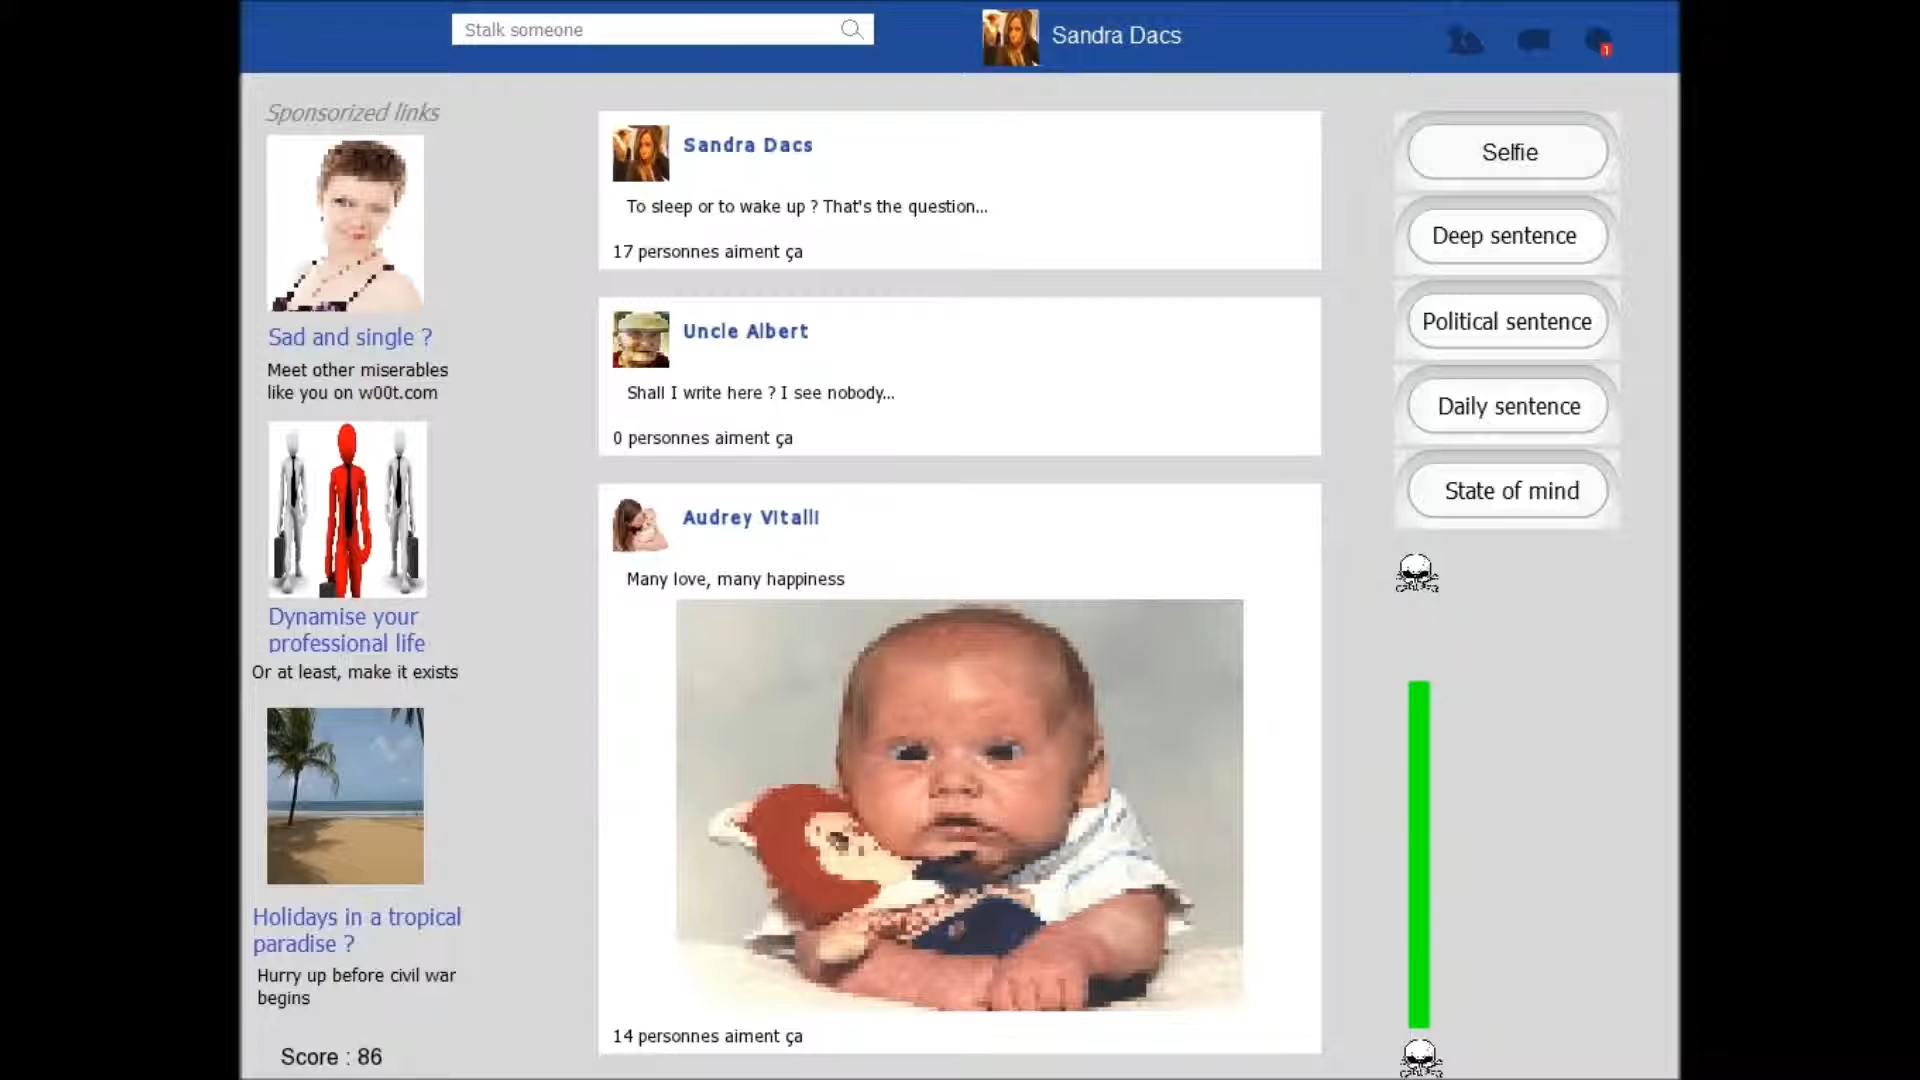 Stalk someone
Sandra Dacs
1
Sponsorized links
Sad and single ?
Meet other miserables
like you on w00t.com
Dynamise your
professional life
Or at least, make it exists
Holidays in a tropical
paradise ?
Hurry up before civil war
begins
Score : 86
Sandra Dacs
To sleep or to wake up ? That's the question...
17 personnes aiment ça
Uncle Albert
Shall I write here ? I see nobody...
0 personnes aiment ça
Audrey Vitalli
Many love, many happiness
14 personnes aiment ça
Selfie
Deep sentence
Political sentence
Daily sentence
State of mind